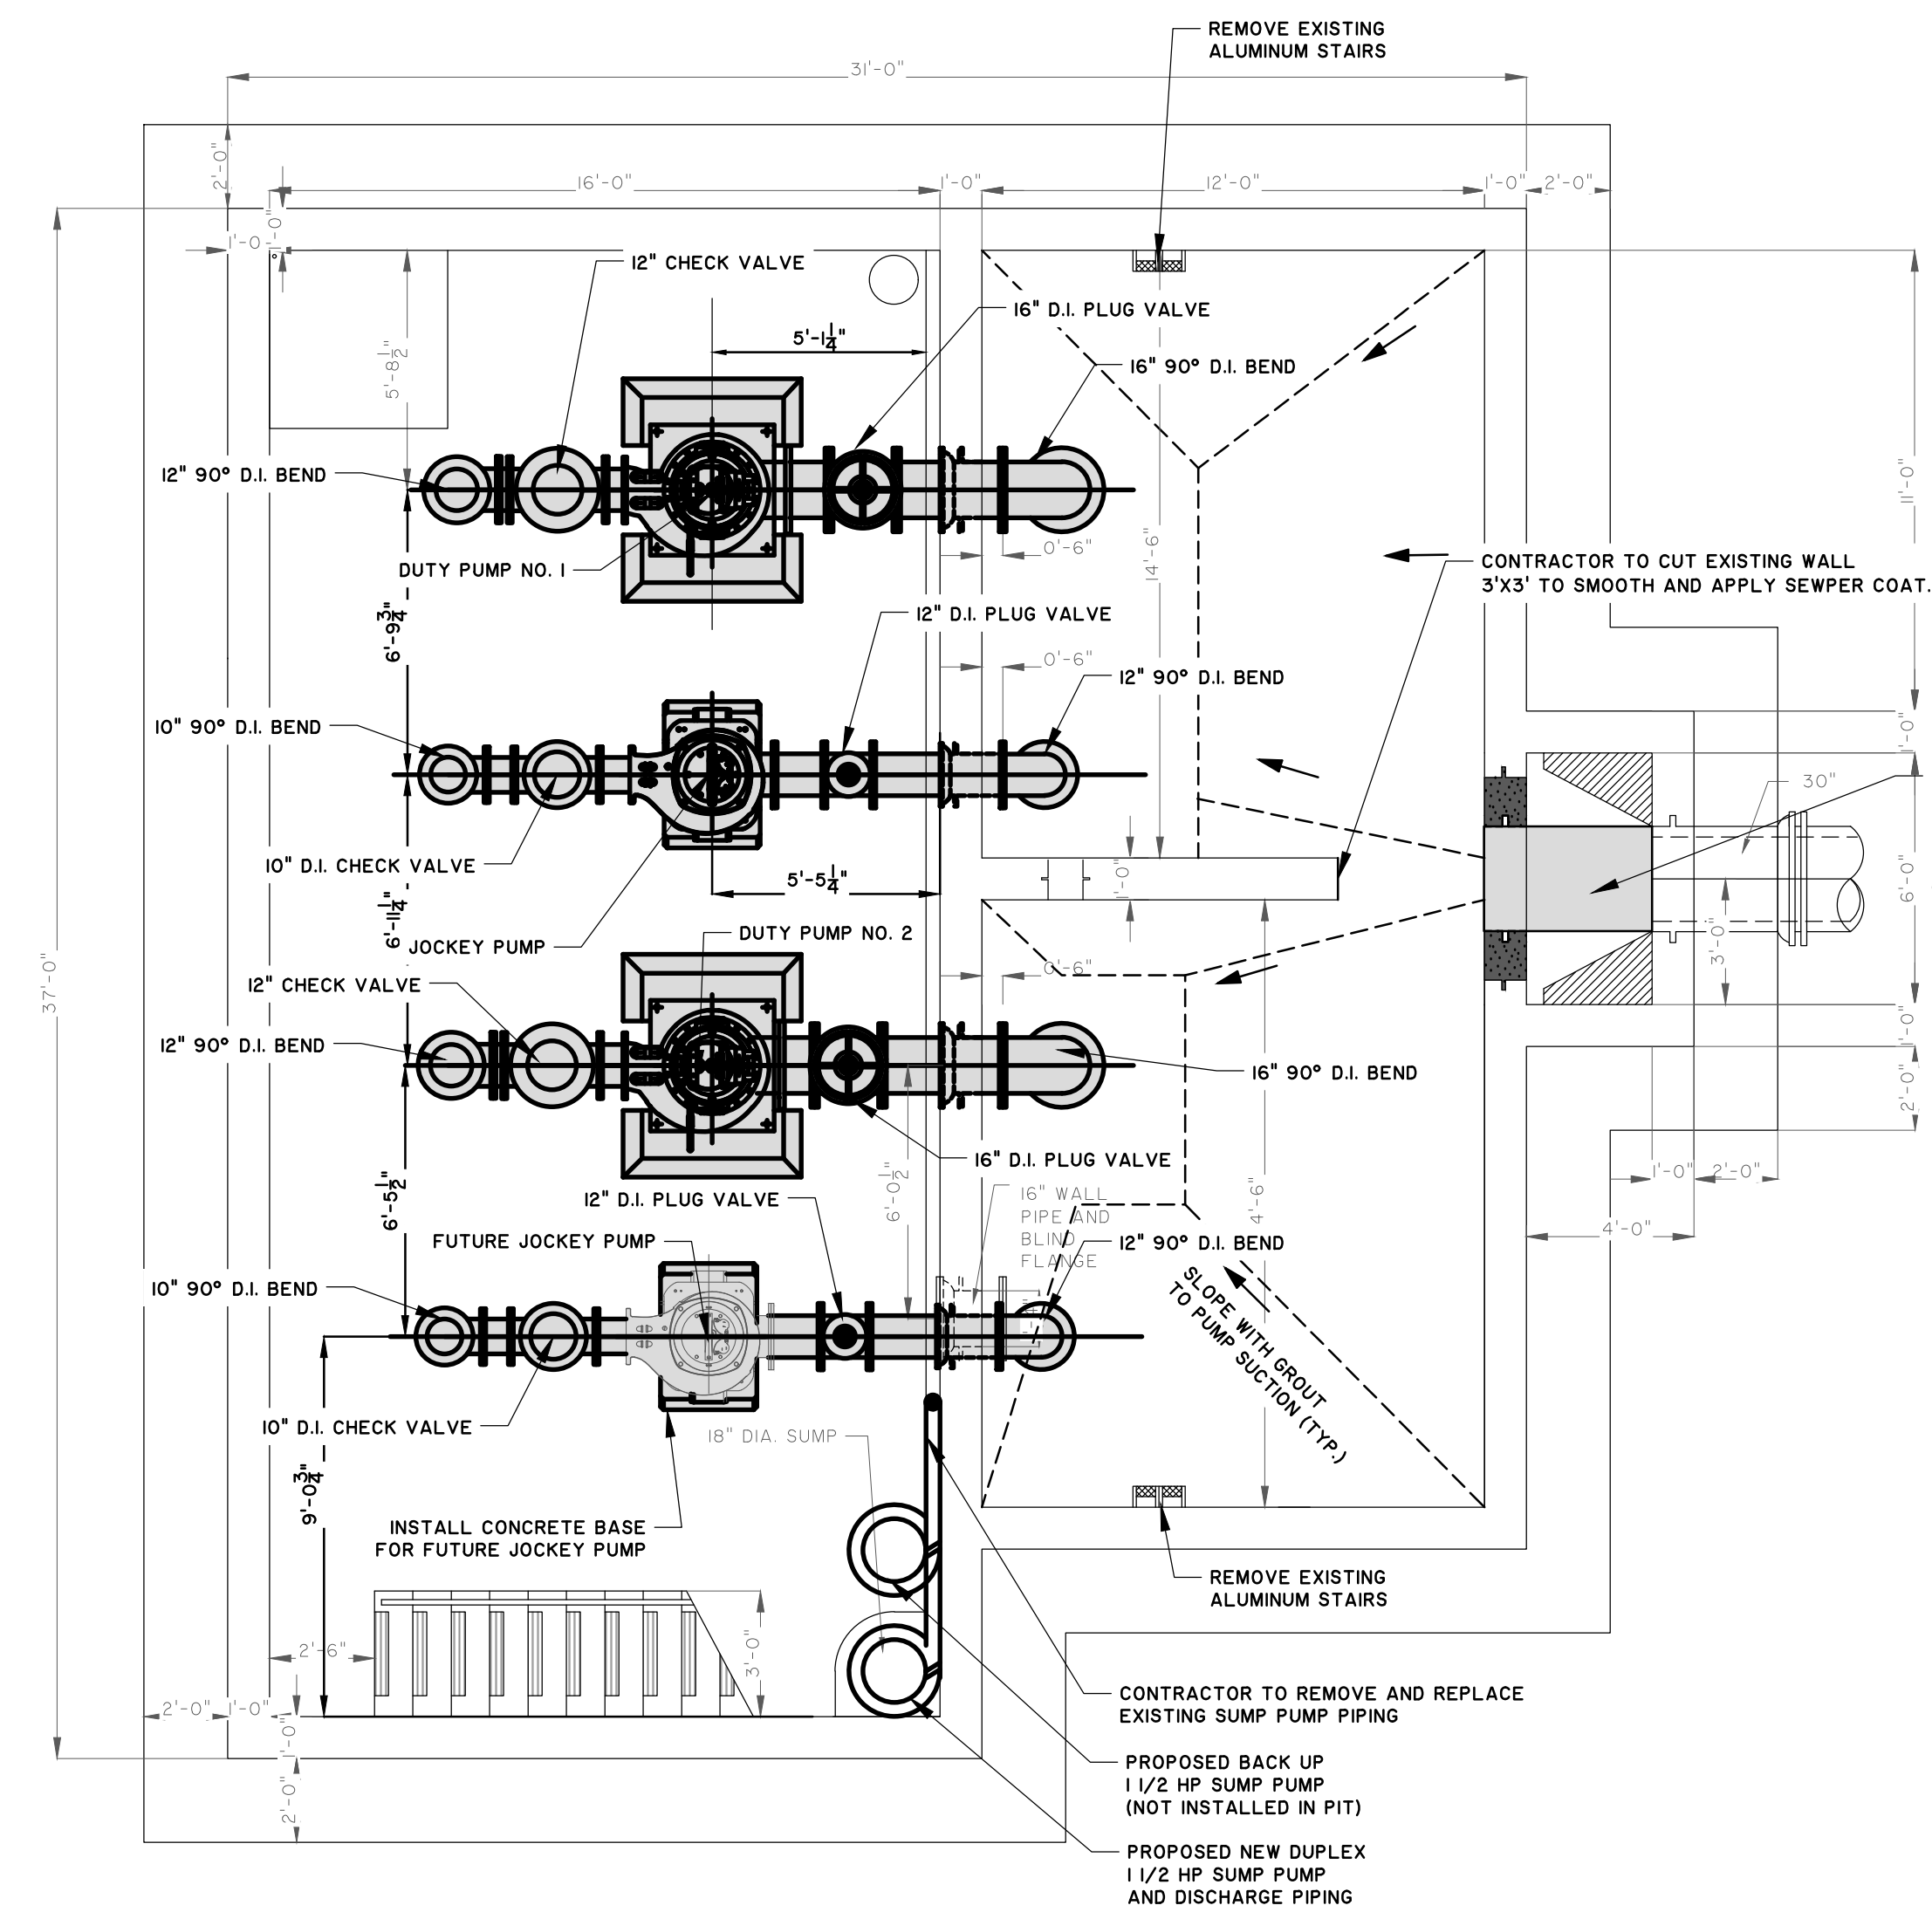 REMOVE EXISTING
ALUMINUM STAIRS
31'-0"
2'-0"
16'-0"
1'-0"
12'-0"
1'-0"
2'-0"
1'-0
1'-0"
12" CHECK VALVE
16" D.I. PLUG VALVE
5'-1 1/4"
5'-8 1/2"
16" 90° D.I. BEND
11'-0"
12" 90° D.I. BEND
0'-6"
14'-6"
CONTRACTOR TO CUT EXISTING WALL
3'X3' TO SMOOTH AND APPLY SEWPER COAT.
DUTY PUMP NO. 1
6'-9 3/4"
12" D.I. PLUG VALVE
0'-6"
12" 90° D.I. BEND
10" 90° D.I. BEND
1'-0"
30"
10" D.I. CHECK VALVE
5'-5 1/4"
1'-0"
6'-0"
6'-11 1/4"
JOCKEY PUMP
DUTY PUMP NO. 2
3'-0"
37'-0"
12" CHECK VALVE
0'-6"
12" 90° D.I. BEND
1'-0"
16" 90° D.I. BEND
2'-0"
16" D.I. PLUG VALVE
1'-0"
2'-0"
6'-5 1/2"
12" D.I. PLUG VALVE
6'-0 1/2"
16" WALL
PIPE AND
BLIND
FLANGE
4'-6"
4'-0"
FUTURE JOCKEY PUMP
12" 90° D.I. BEND
10" 90° D.I. BEND
SLOPE WITH GROUT
TO PUMP SUCTION (TYP.)
10" D.I. CHECK VALVE
18" DIA. SUMP
9'-0 3/4"
INSTALL CONCRETE BASE
FOR FUTURE JOCKEY PUMP
REMOVE EXISTING
ALUMINUM STAIRS
2'-6"
3'-0"
2'-0"
1'-0"
1'-0"
CONTRACTOR TO REMOVE AND REPLACE
EXISTING SUMP PUMP PIPING
2'-0"
PROPOSED BACK UP
1 1/2 HP SUMP PUMP
(NOT INSTALLED IN PIT)
PROPOSED NEW DUPLEX
1 1/2 HP SUMP PUMP
AND DISCHARGE PIPING